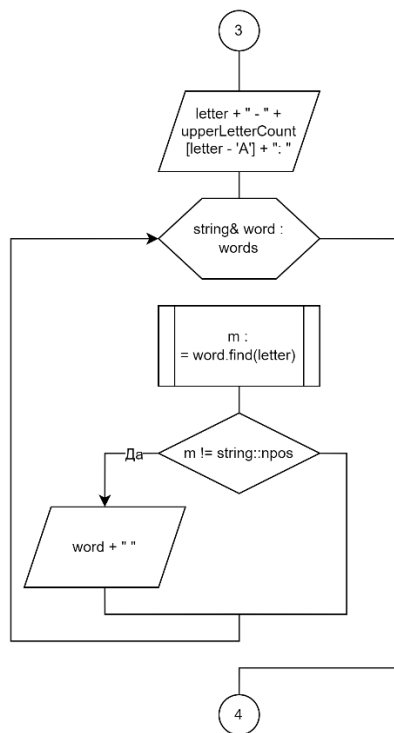 3
letter + " - " +
upperLetterCount
[letter - 'A'] + ": "
string& word :
words
m :
= word.find(letter)
Да
m != string::npos
word + " "
4